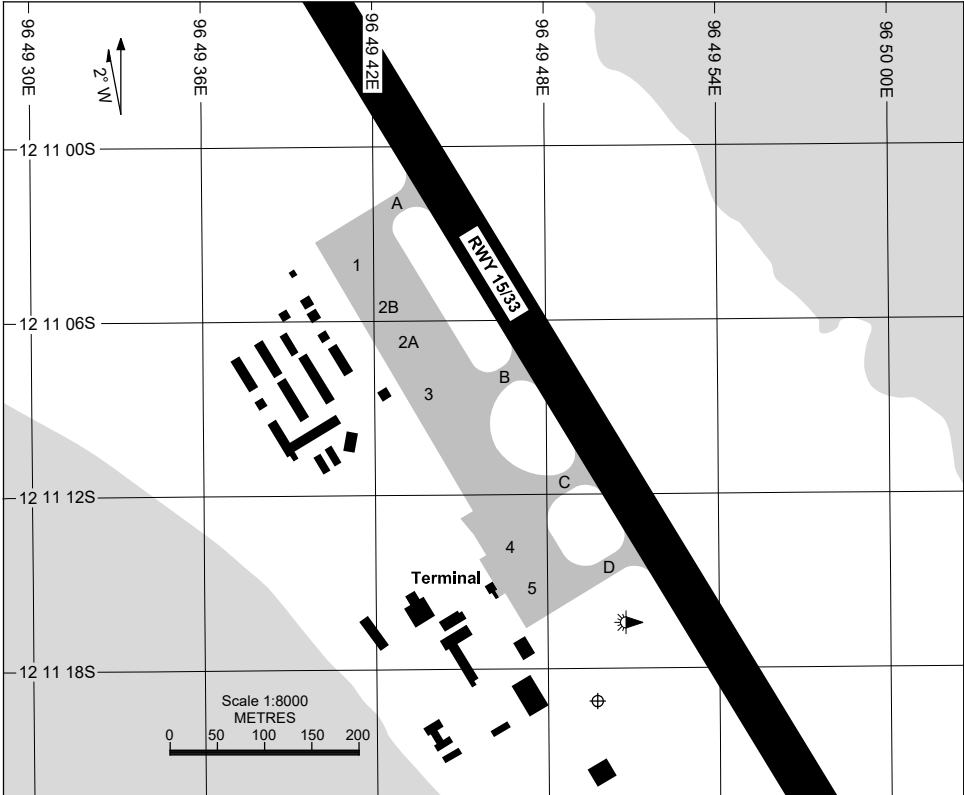 96 49 30E
96 49 36E
96 49 42E
96 49 48E
96 49 54E
96 50 00E
2° W
12 11 00S
A
RWY 15/33
1
2B
12 11 06S
2A
B
3
C
12 11 12S
4
D
Terminal
5
12 11 18S
Scale 1:8000
METRES
0 50 100 150 200